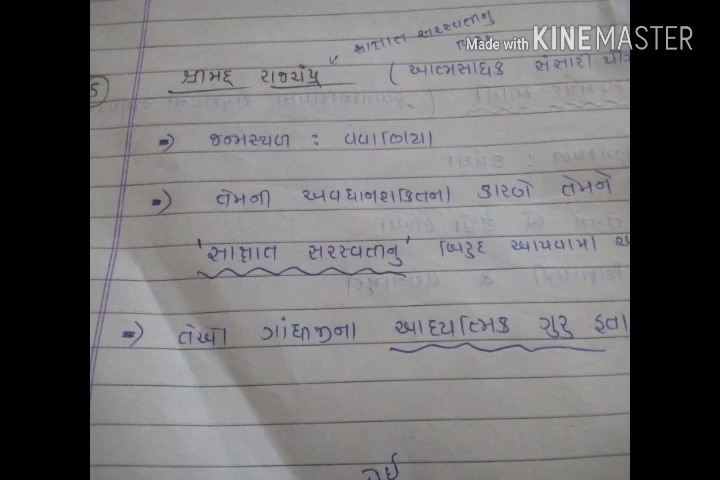 Made with KINEMASTER
સાક્ષાત સરસ્વતીનું
5 શ્રીમદ રાજચંદ્ર (આત્મસાધક સંસારી
=) જન્મસ્થળ : વવાણિયા
=) તેમની અવધાનશક્તિના કારણે તેમને
'સાક્ષાત સરસ્વતીનું' બિરુદ આપવામાં
=) તેઓ ગાંધીજીના આધ્યાત્મિક ગુરુ હતા